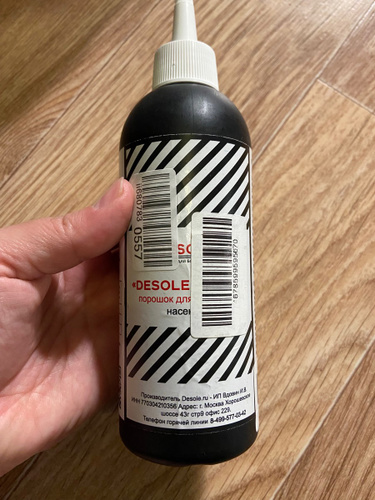 0557
«DESOLE
порошок для
насе
Производитель Desole.ru - ИП Вдовин И.В.
ИНН 770304210356 Адрес: г. Москва Хорошевское
шоссе 43г стр9 офис 229.
Телефон горячей линии 8-499-577-03-42